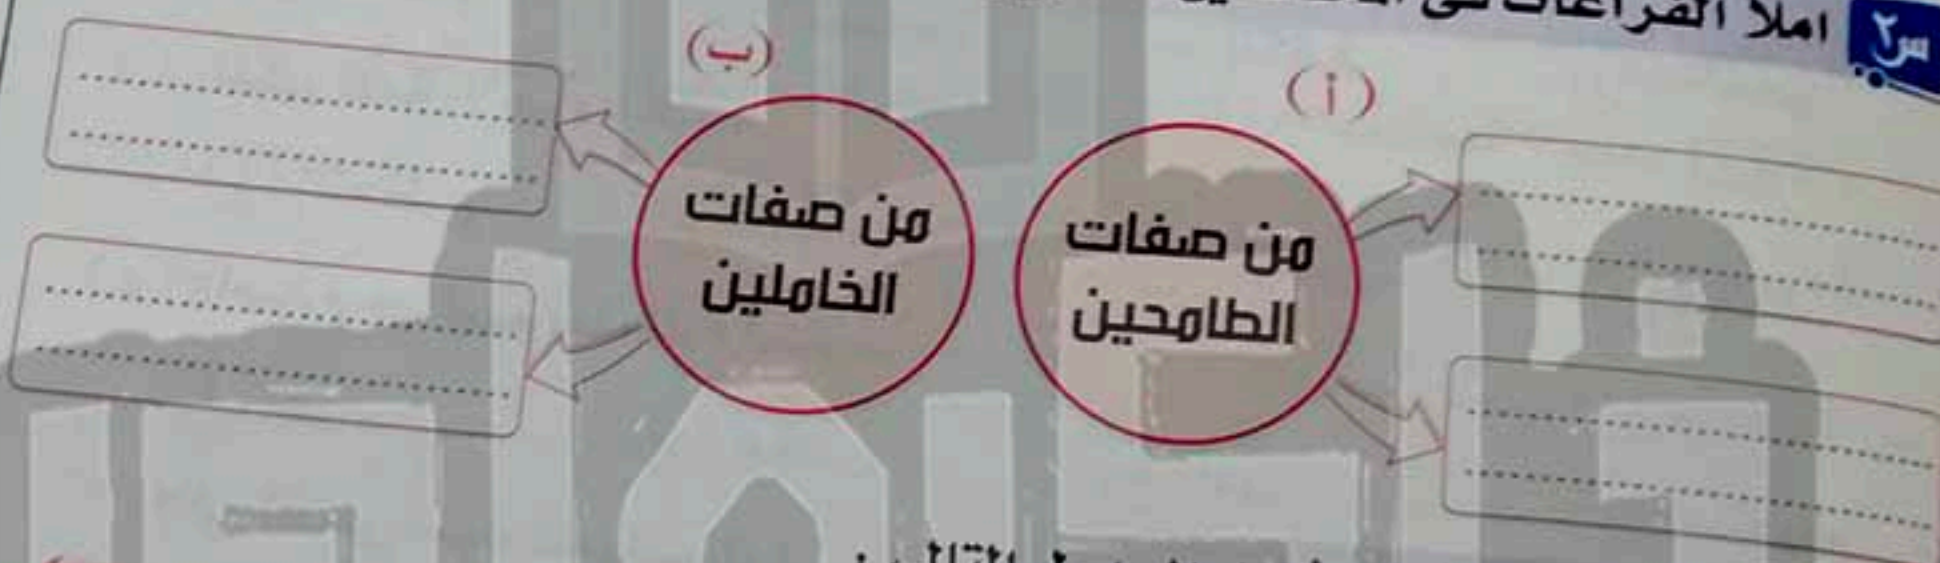 س٢ املأ الفراغات
(أ)
من صفات
الطامحين
(ب)
من صفات
الخاملين